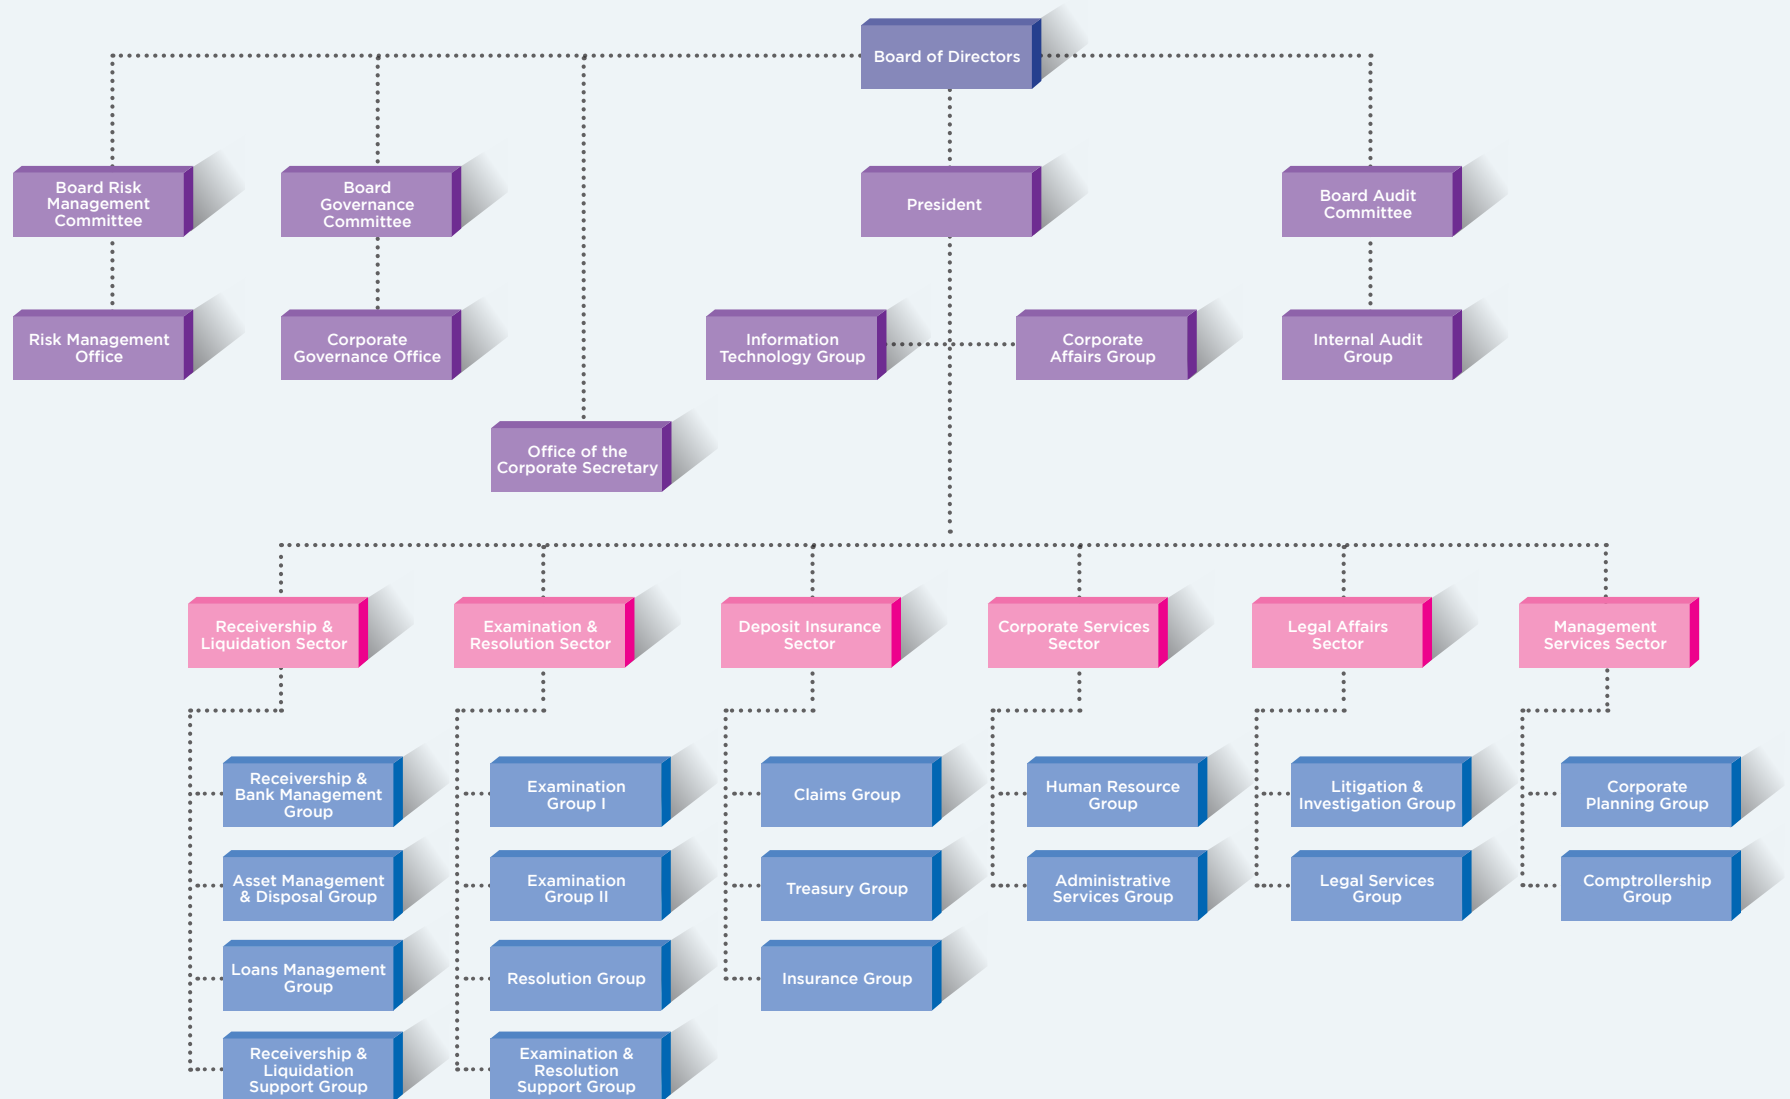 Board of Directors
Board Risk
Management
Committee
Board
Governance
Committee
President
Board Audit
Committee
Risk Management
Office
Corporate
Governance Office
Information
Technology Group
Corporate
Affairs Group
Internal Audit
Group
Office of the
Corporate Secretary
Receivership &
Liquidation Sector
Examination &
Resolution Sector
Deposit Insurance
Sector
Corporate Services
Sector
Legal Affairs
Sector
Management
Services Sector
Receivership &
Bank Management
Group
Examination
Group I
Claims Group
Human Resource
Group
Litigation &
Investigation Group
Corporate
Planning Group
Asset Management
& Disposal Group
Examination
Group II
Treasury Group
Administrative
Services Group
Legal Services
Group
Comptrollership
Group
Loans Management
Group
Resolution Group
Insurance Group
Receivership &
Liquidation
Support Group
Examination &
Resolution
Support Group